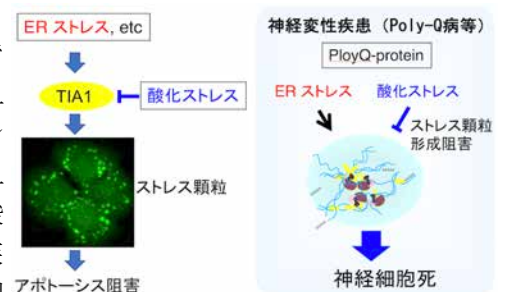 ER ストレス, etc
TIA1
酸化ストレス
ストレス顆粒
アポトーシス阻害
神経変性疾患（Poly-Q病等）
PloyQ-protein
ER ストレス
酸化ストレス
ストレス顆粒
形成阻害
神経細胞死